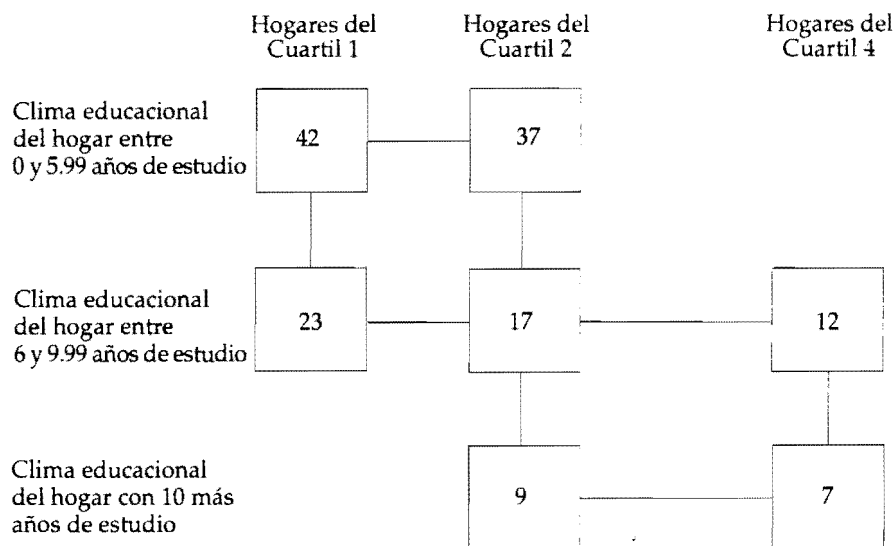 Hogares del
Cuartil 1
Hogares del
Cuartil 2
Hogares del
Cuartil 4
Clima educacional
del hogar entre
0 y 5.99 años de estudio
42
37
Clima educacional
del hogar entre
6 y 9.99 años de estudio
23
17
12
Clima educacional
del hogar con 10 más
años de estudio
9
7